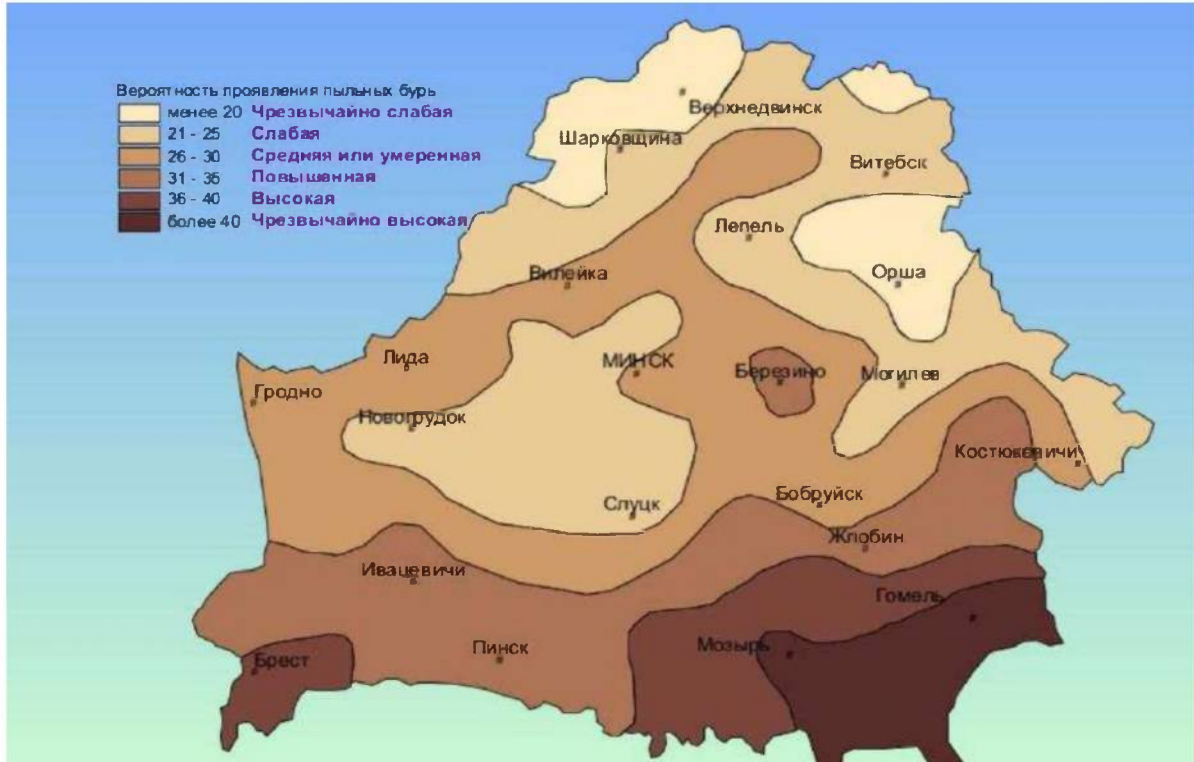 Вероятность проявления пыльных бурь
менее 20 Чрезвычайно слабая
21 - 25 Слабая
26 - 30 Средняя или умеренная
31 - 35 Повышенная
36 - 40 Высокая
более 40 Чрезвычайно высокая
Верхнедвинск
Шарковщина
Витебск
Лепель
Вилейка
Орша
Лида
МИНСК
Березино
Могилев
Гродно
Новогрудок
Костюковичи
Слуцк
Бобруйск
Жлобин
Ивацевичи
Гомель
Пинск
Мозырь
Брест